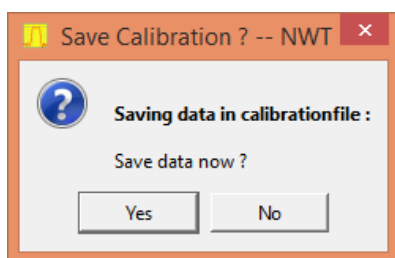 Save Calibration ? -- NWT
Saving data in calibrationfile :
Save data now ?
Yes No